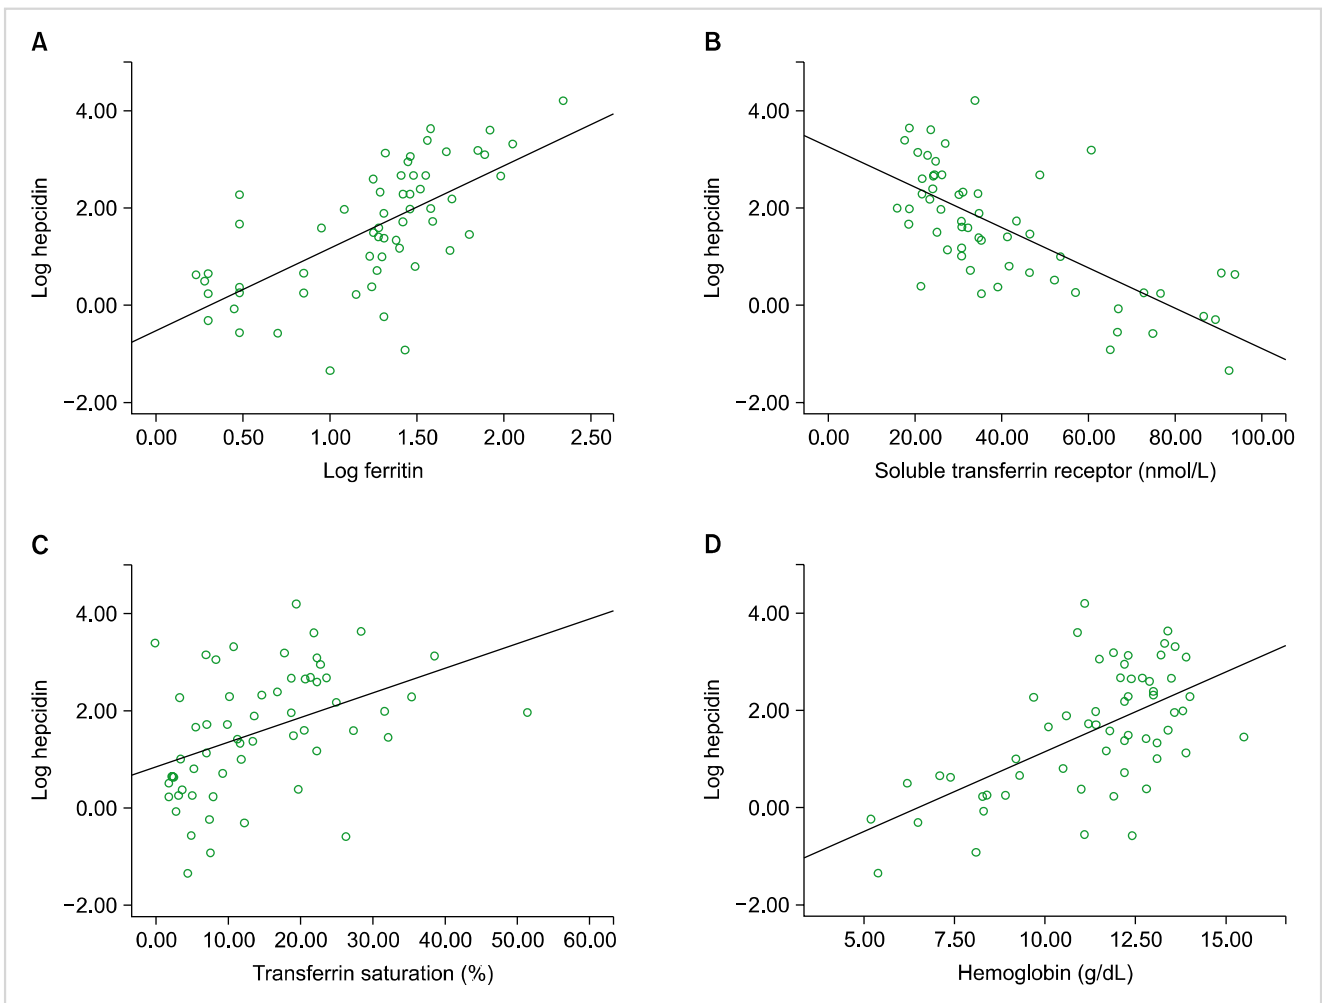 A
Log hepcidin
4.00
2.00
0.00
−2.00
0.00 0.50 1.00 1.50 2.00 2.50
Log ferritin
B
Log hepcidin
4.00
2.00
0.00
−2.00
0.00 20.00 40.00 60.00 80.00 100.00
Soluble transferrin receptor (nmol/L)
C
Log hepcidin
4.00
2.00
0.00
−2.00
0.00 10.00 20.00 30.00 40.00 50.00 60.00
Transferrin saturation (%)
D
Log hepcidin
4.00
2.00
0.00
−2.00
5.00 7.50 10.00 12.50 15.00
Hemoglobin (g/dL)